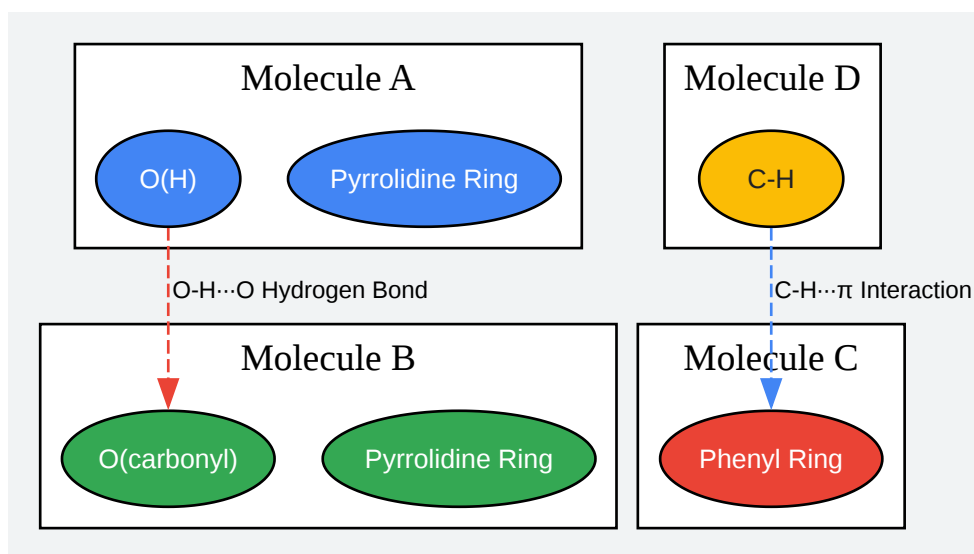 Molecule A
Molecule D
O(H)
Pyrrolidine Ring
C-H
O-H···O Hydrogen Bond
C-H···π Interaction
Molecule B
Molecule C
O(carbonyl)
Pyrrolidine Ring
Phenyl Ring